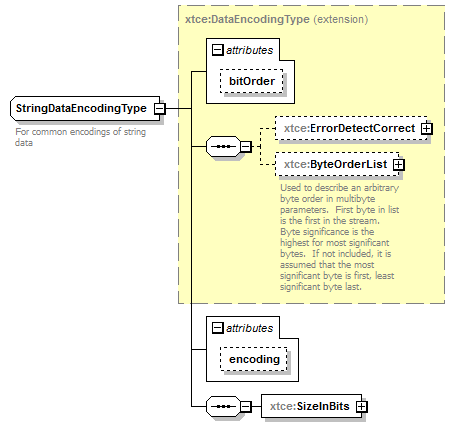 xtce:DataEncodingType (extension)
attributes
bitOrder
StringDataEncodingType
For common encodings of string
data
xtce:ErrorDetectCorrect
xtce:ByteOrderList
Used to describe an arbitrary
byte order in multibyte
parameters.  First byte in list
is the first in the stream.
Byte significance is the
highest for most significant
bytes.  If not included, it is
assumed that the most
significant byte is first, least
significant byte last.
attributes
encoding
xtce:SizeInBits